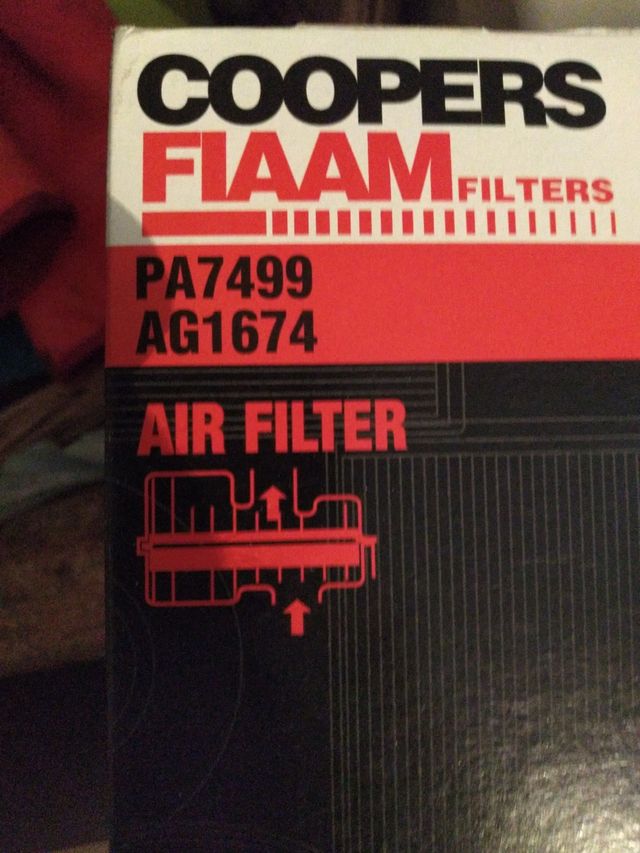 COOPERS
FIAAM FILTERS
PA7499
AG1674
AIR FILTER